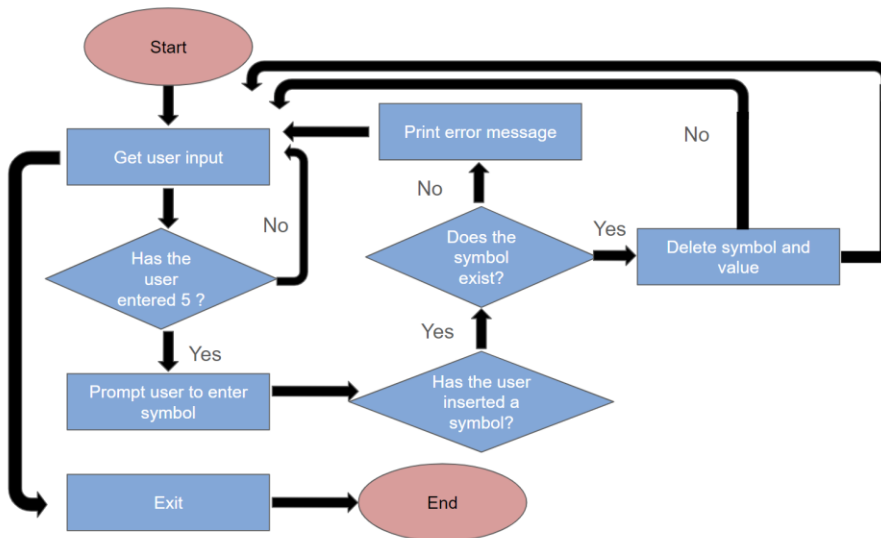 Start
Get user input
Print error message
No
No
No
Has the
user
entered 5 ?
Does the
symbol
exist?
Yes
Delete symbol and
value
Yes
Yes
Prompt user to enter
symbol
Has the user
inserted a
symbol?
Exit
End